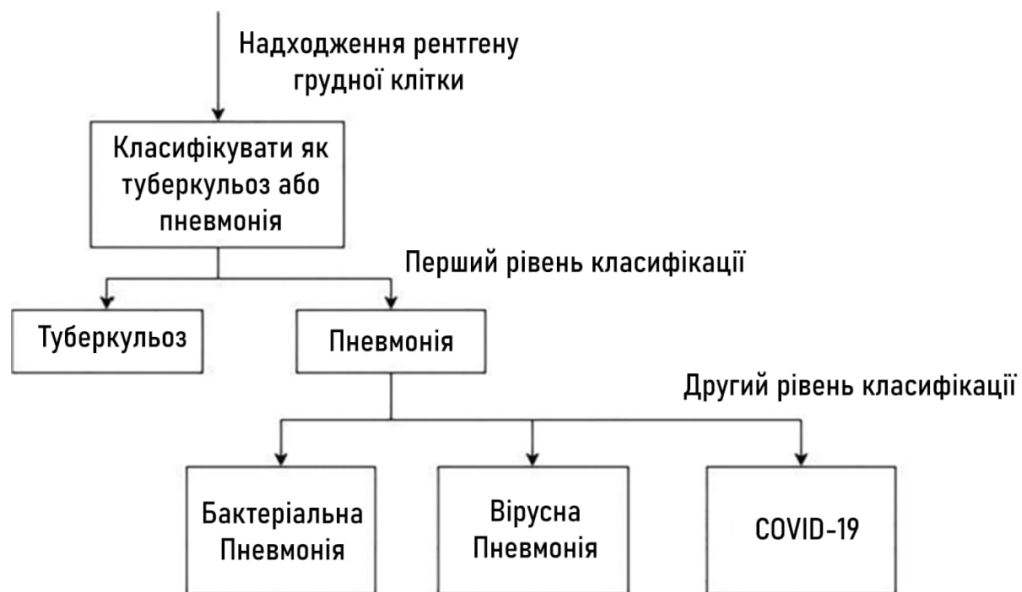 Надходження рентгену
грудної клітки
Класифікувати як
туберкульоз або
пневмонія
Перший рівень класифікації
Туберкульоз
Пневмонія
Другий рівень класифікації
Бактеріальна
Пневмонія
Вірусна
Пневмонія
COVID-19